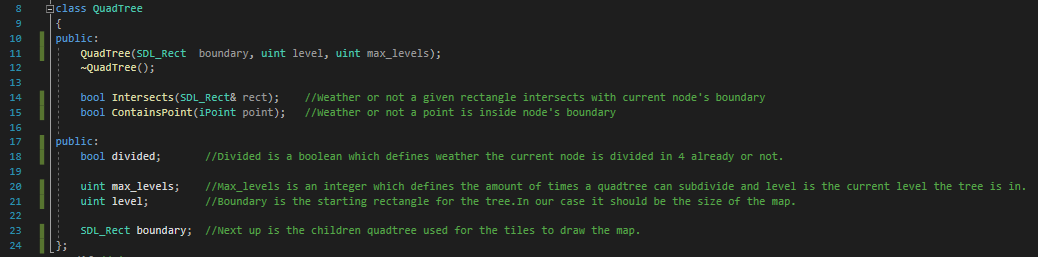 8 class QuadTree
9 {
10 public:
11 QuadTree(SDL_Rect  boundary, uint level, uint max_levels);
12 ~QuadTree();
13
14 bool Intersects(SDL_Rect& rect);    //Weather or not a given rectangle intersects with current node's boundary
15 bool ContainsPoint(iPoint point);   //Weather or not a point is inside node's boundary
16
17 public:
18 bool divided;       //Divided is a boolean which defines weather the current node is divided in 4 already or not.
19
20 uint max_levels;    //Max_levels is an integer which defines the amount of times a quadtree can subdivide and level is the current level the tree is in.
21 uint level;         //Boundary is the starting rectangle for the tree.In our case it should be the size of the map.
22
23 SDL_Rect boundary;  //Next up is the children quadtree used for the tiles to draw the map.
24 };